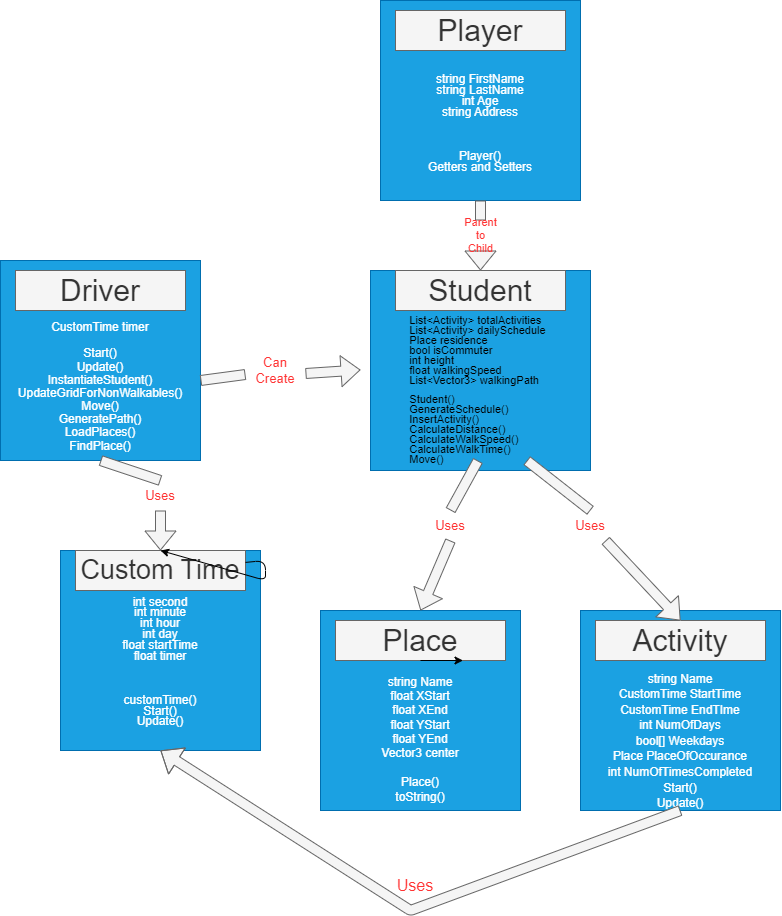 Player
string FirstName
string LastName
int Age
string Address
Player()
Getters and Setters
Parent
to
Child
Driver
CustomTime timer
Start()
Update()
InstantiateStudent()
UpdateGridForNonWalkables()
Move()
GeneratePath()
LoadPlaces()
FindPlace()
Can
Create
Student
List<Activity> totalActivities
List<Activity> dailySchedule
Place residence
bool isCommuter
int height
float walkingSpeed
List<Vector3> walkingPath
Student()
GenerateSchedule()
InsertActivity()
CalculateDistance()
CalculateWalkSpeed()
CalculateWalkTime()
Move()
Uses
Uses
Uses
Custom Time
int second
int minute
int hour
int day
float startTime
float timer
customTime()
Start()
Update()
Place
string Name
float XStart
float XEnd
float YStart
float YEnd
Vector3 center
Place()
toString()
Activity
string Name
CustomTime StartTime
CustomTime EndTIme
int NumOfDays
bool[] Weekdays
Place PlaceOfOccurance
int NumOfTimesCompleted
Start()
Update()
Uses